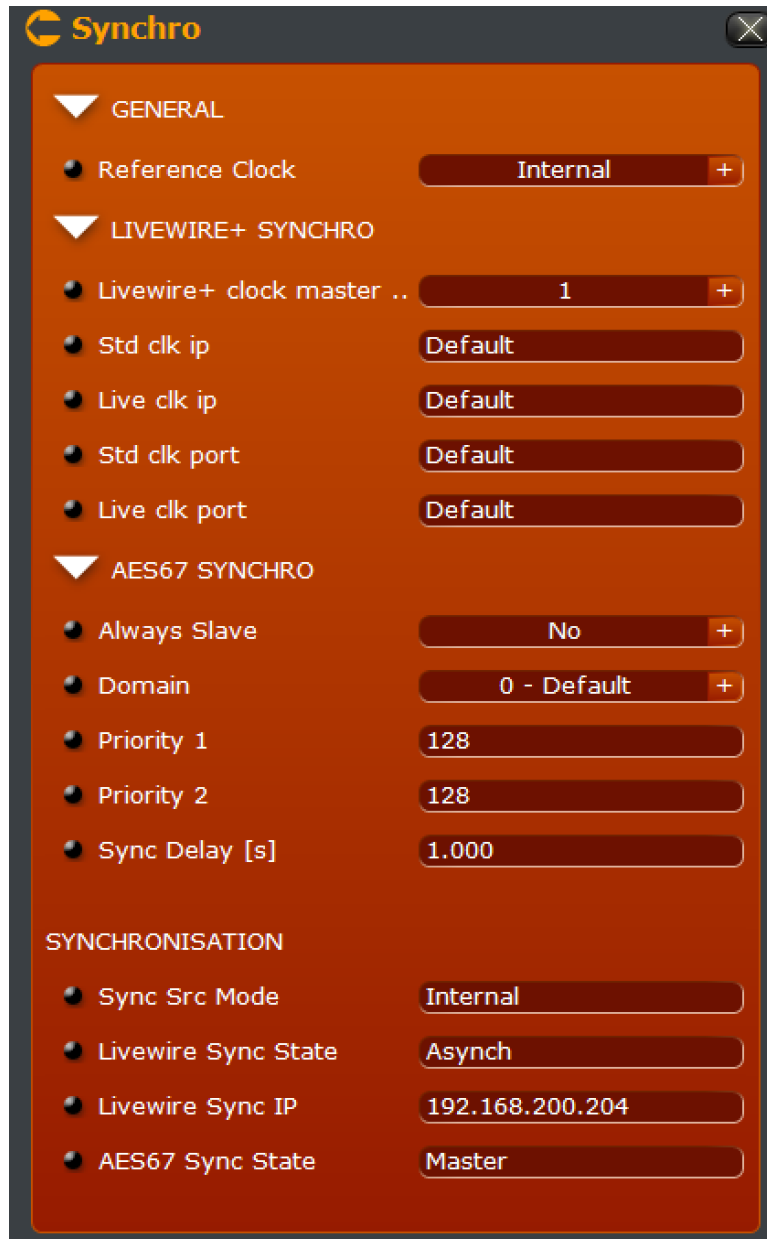 Synchro
GENERAL
Reference Clock Internal +
LIVEWIRE+ SYNCHRO
Livewire+ clock master .. 1 +
Std clk ip Default
Live clk ip Default
Std clk port Default
Live clk port Default
AES67 SYNCHRO
Always Slave No +
Domain 0 - Default +
Priority 1 128
Priority 2 128
Sync Delay [s] 1.000
SYNCHRONISATION
Sync Src Mode Internal
Livewire Sync State Asynch
Livewire Sync IP 192.168.200.204
AES67 Sync State Master